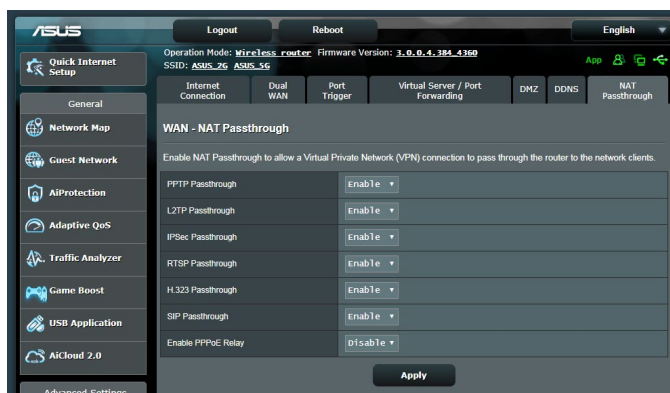 ASUS
Logout
Reboot
English
Quick Internet
Setup
Operation Mode: Wireless router Firmware Version: 3.0.0.4.384_4360
SSID: ASUS_2G ASUS_5G
App
General
Internet
Connection
Dual
WAN
Port
Trigger
Virtual Server / Port
Forwarding
DMZ
DDNS
NAT
Passthrough
Network Map
Guest Network
AiProtection
Adaptive QoS
Traffic Analyzer
Game Boost
USB Application
AiCloud 2.0
Advanced Settings
WAN - NAT Passthrough
Enable NAT Passthrough to allow a Virtual Private Network (VPN) connection to pass through the router to the network clients.
PPTP Passthrough Enable
L2TP Passthrough Enable
IPSec Passthrough Enable
RTSP Passthrough Enable
H.323 Passthrough Enable
SIP Passthrough Enable
Enable PPPoE Relay Disable
Apply